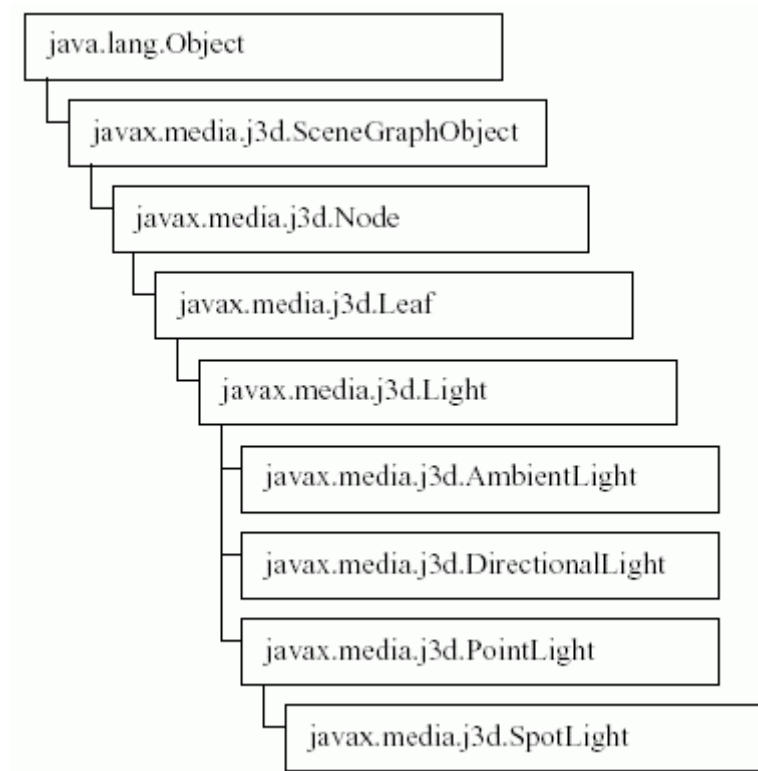 java.lang.Object
javax.media.j3d.SceneGraphObject
javax.media.j3d.Node
javax.media.j3d.Leaf
javax.media.j3d.Light
javax.media.j3d.AmbientLight
javax.media.j3d.DirectionalLight
javax.media.j3d.PointLight
javax.media.j3d.SpotLight